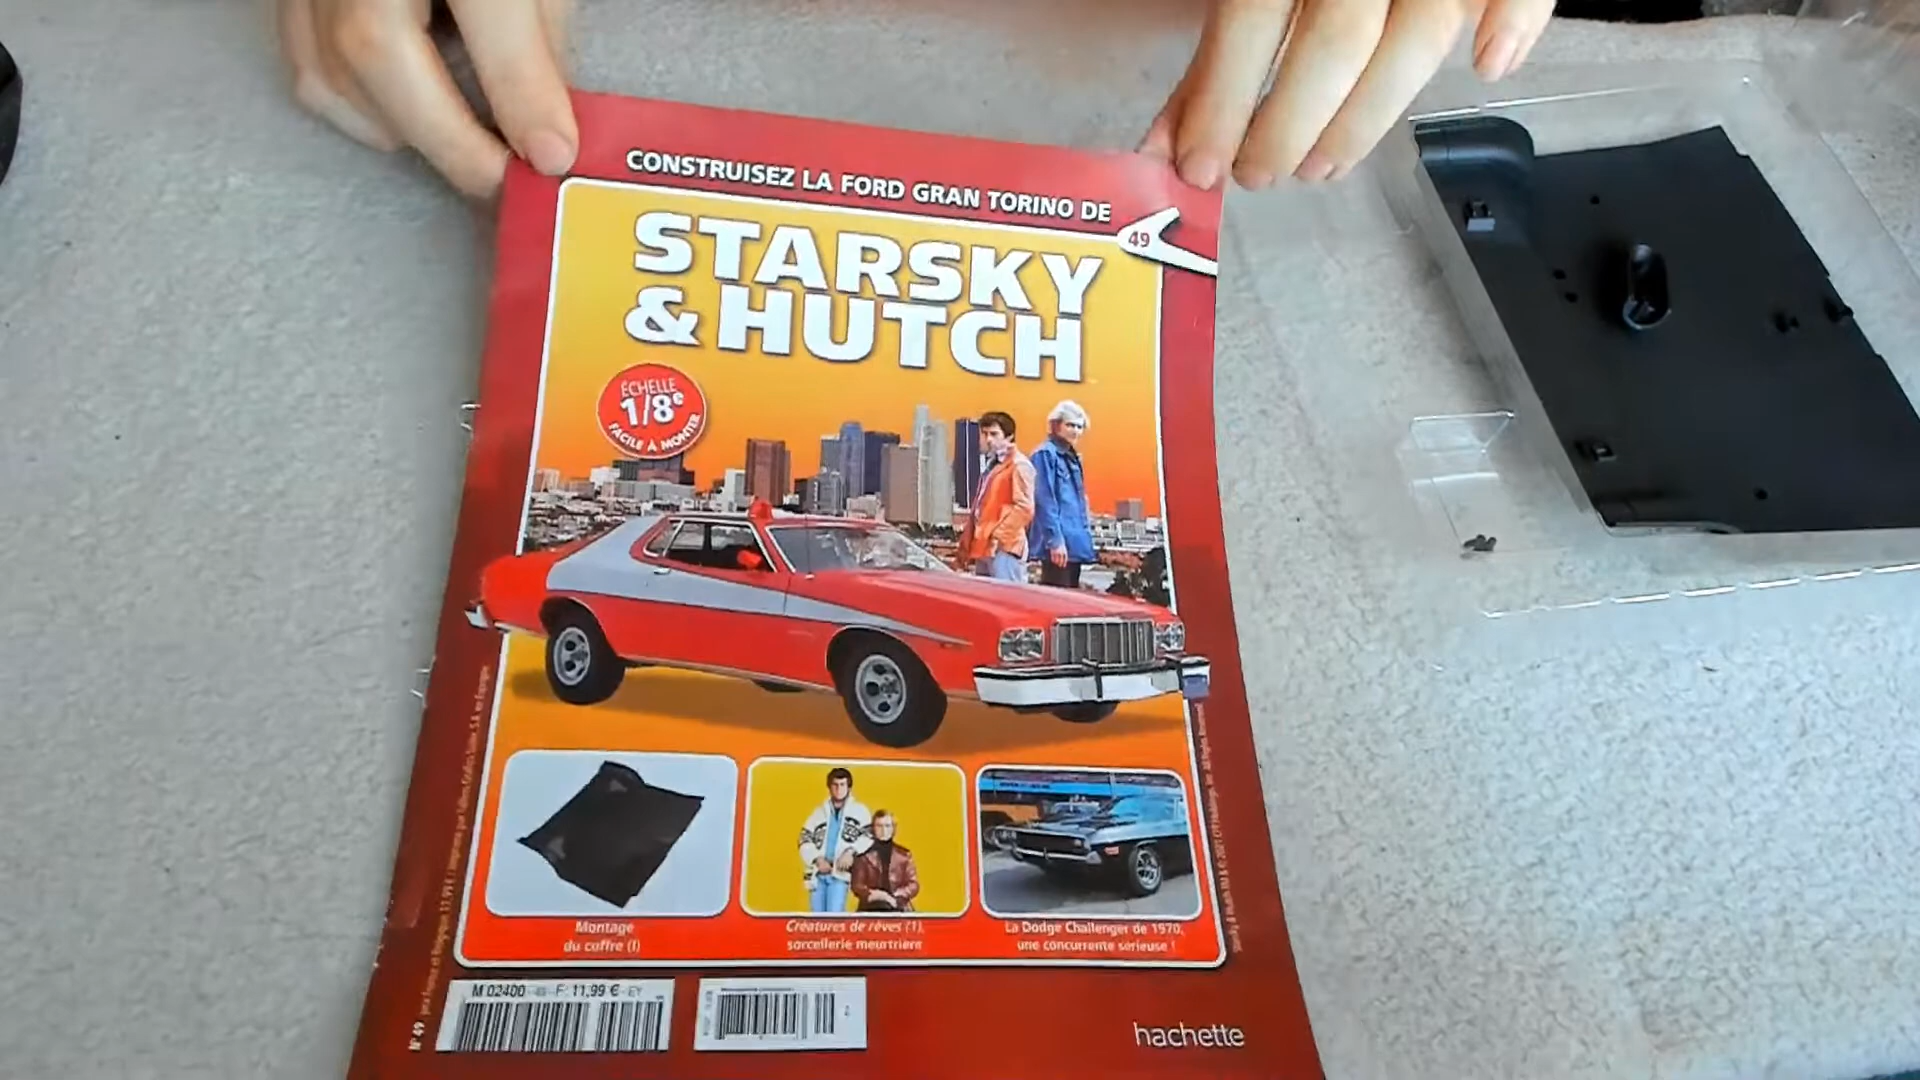 CONSTRUISEZ LA FORD GRAN TORINO DE
49
STARSKY
& HUTCH
ÉCHELLE
1/8e
FACILE À MONTER
Montage
du coffre (I)
Créatures de rêves (1),
sorcellerie meurtrière
La Dodge Challenger de 1970,
une concurrente sérieuse !
N° 49
M 02400 - 49 - F: 11,99 €
hachette